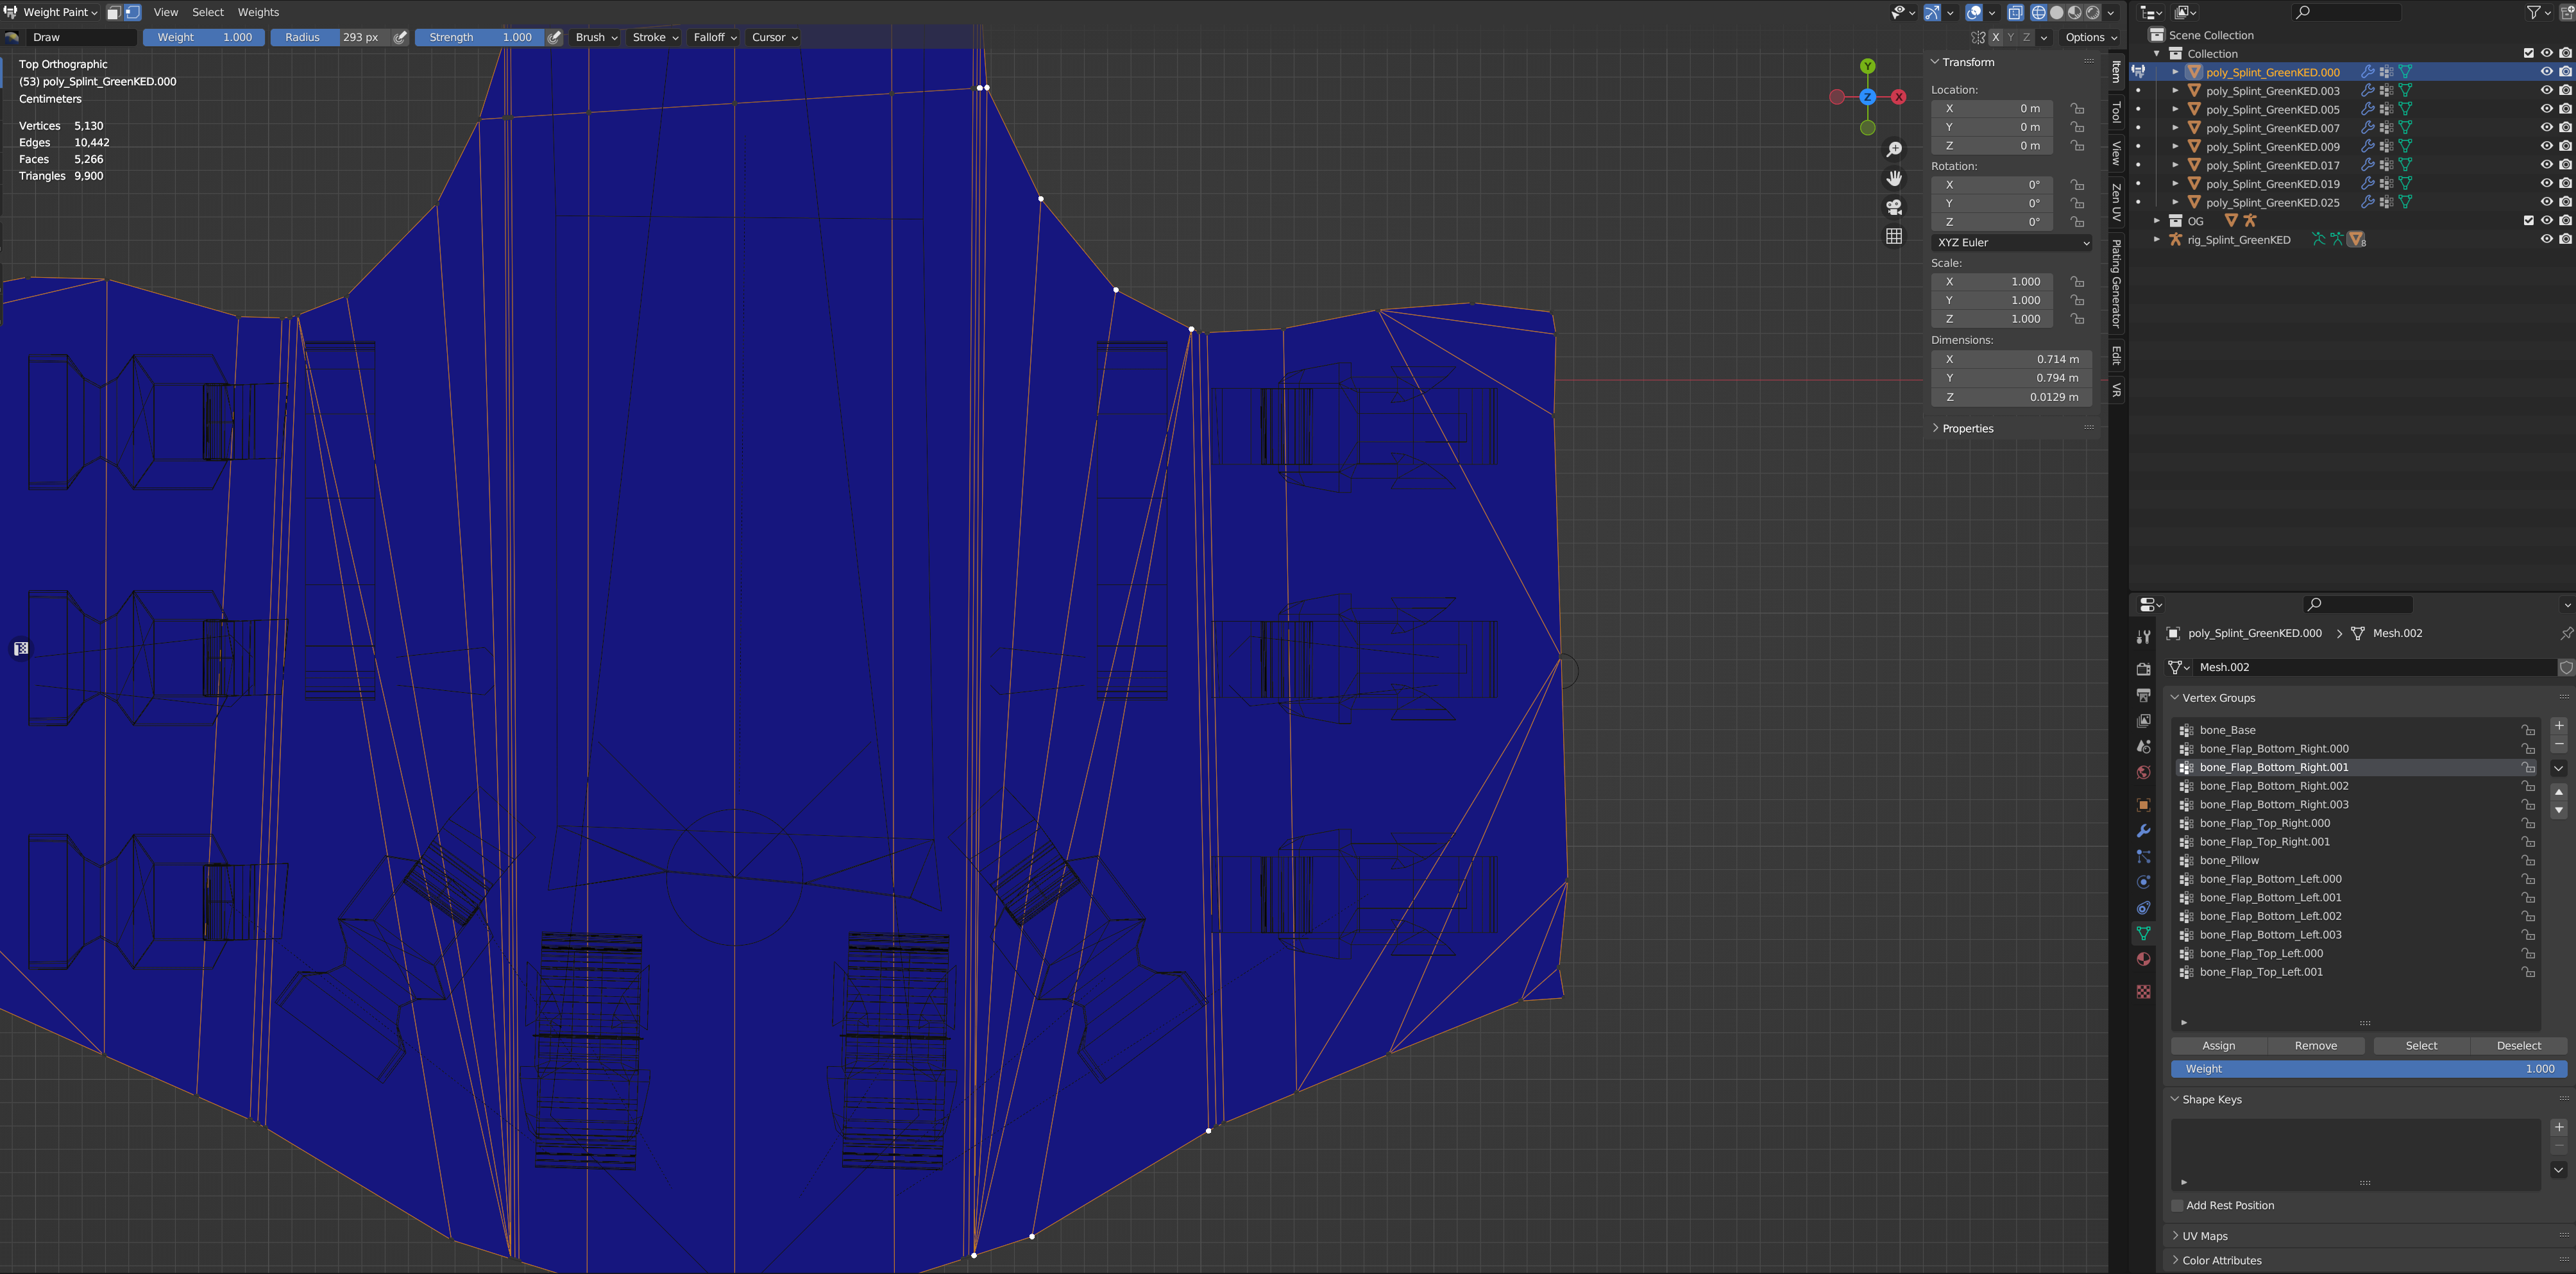 Weight Paint View Select Weights
Draw Weight 1.000 Radius 293 px Strength 1.000 Brush Stroke Falloff Cursor X Y Z Options
Top Orthographic
(53) poly_Splint_GreenKED.000
Centimeters
Vertices 5,130
Edges 10,442
Faces 5,266
Triangles 9,900
Y
Z X
Transform
Location:
X 0 m
Y 0 m
Z 0 m
Rotation:
X 0°
Y 0°
Z 0°
XYZ Euler
Scale:
X 1.000
Y 1.000
Z 1.000
Dimensions:
X 0.714 m
Y 0.794 m
Z 0.0129 m
Properties
Item
Tool
View
Zen UV
Plating Generator
Edit
VR
Scene Collection
Collection
poly_Splint_GreenKED.000
poly_Splint_GreenKED.003
poly_Splint_GreenKED.005
poly_Splint_GreenKED.007
poly_Splint_GreenKED.009
poly_Splint_GreenKED.017
poly_Splint_GreenKED.019
poly_Splint_GreenKED.025
OG
rig_Splint_GreenKED 8
poly_Splint_GreenKED.000 Mesh.002
Mesh.002
Vertex Groups
bone_Base
bone_Flap_Bottom_Right.000
bone_Flap_Bottom_Right.001
bone_Flap_Bottom_Right.002
bone_Flap_Bottom_Right.003
bone_Flap_Top_Right.000
bone_Flap_Top_Right.001
bone_Pillow
bone_Flap_Bottom_Left.000
bone_Flap_Bottom_Left.001
bone_Flap_Bottom_Left.002
bone_Flap_Bottom_Left.003
bone_Flap_Top_Left.000
bone_Flap_Top_Left.001
Assign Remove Select Deselect
Weight 1.000
Shape Keys
Add Rest Position
UV Maps
Color Attributes